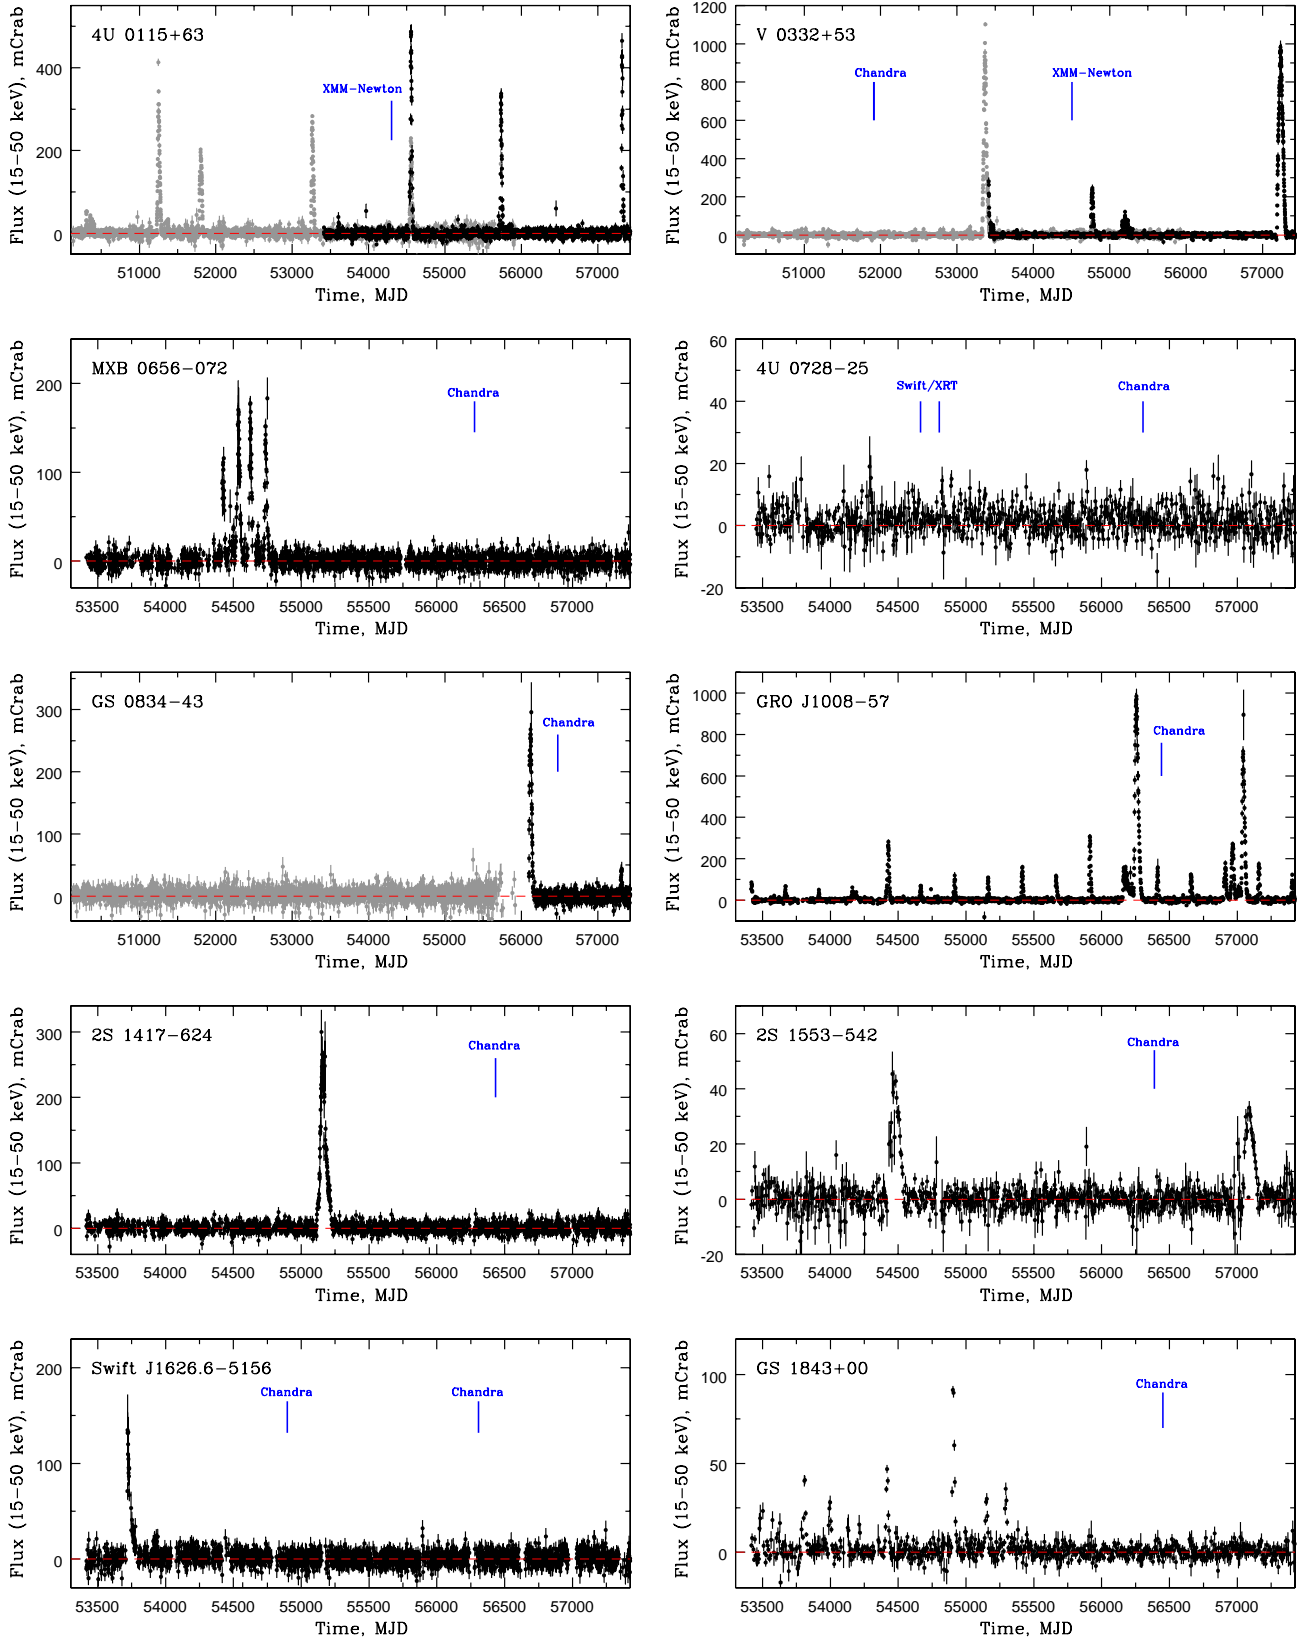 4U 0115+63
XMM-Newton
Flux (15-50 keV), mCrab
400
200
0
51000 52000 53000 54000 55000 56000 57000
Time, MJD
V 0332+53
Chandra
XMM-Newton
Flux (15-50 keV), mCrab
1200
1000
800
600
400
200
0
51000 52000 53000 54000 55000 56000 57000
Time, MJD
MXB 0656-072
Chandra
Flux (15-50 keV), mCrab
200
100
0
53500 54000 54500 55000 55500 56000 56500 57000
Time, MJD
4U 0728-25
Swift/XRT
Chandra
Flux (15-50 keV), mCrab
60
40
20
0
-20
53500 54000 54500 55000 55500 56000 56500 57000
Time, MJD
GS 0834-43
Chandra
Flux (15-50 keV), mCrab
300
200
100
0
51000 52000 53000 54000 55000 56000 57000
Time, MJD
GRO J1008-57
Chandra
Flux (15-50 keV), mCrab
1000
800
600
400
200
0
53500 54000 54500 55000 55500 56000 56500 57000
Time, MJD
2S 1417-624
Chandra
Flux (15-50 keV), mCrab
300
200
100
0
53500 54000 54500 55000 55500 56000 56500 57000
Time, MJD
2S 1553-542
Chandra
Flux (15-50 keV), mCrab
60
40
20
0
-20
53500 54000 54500 55000 55500 56000 56500 57000
Time, MJD
Swift J1626.6-5156
Chandra
Chandra
Flux (15-50 keV), mCrab
200
100
0
53500 54000 54500 55000 55500 56000 56500 57000
Time, MJD
GS 1843+00
Chandra
Flux (15-50 keV), mCrab
100
50
0
53500 54000 54500 55000 55500 56000 56500 57000
Time, MJD